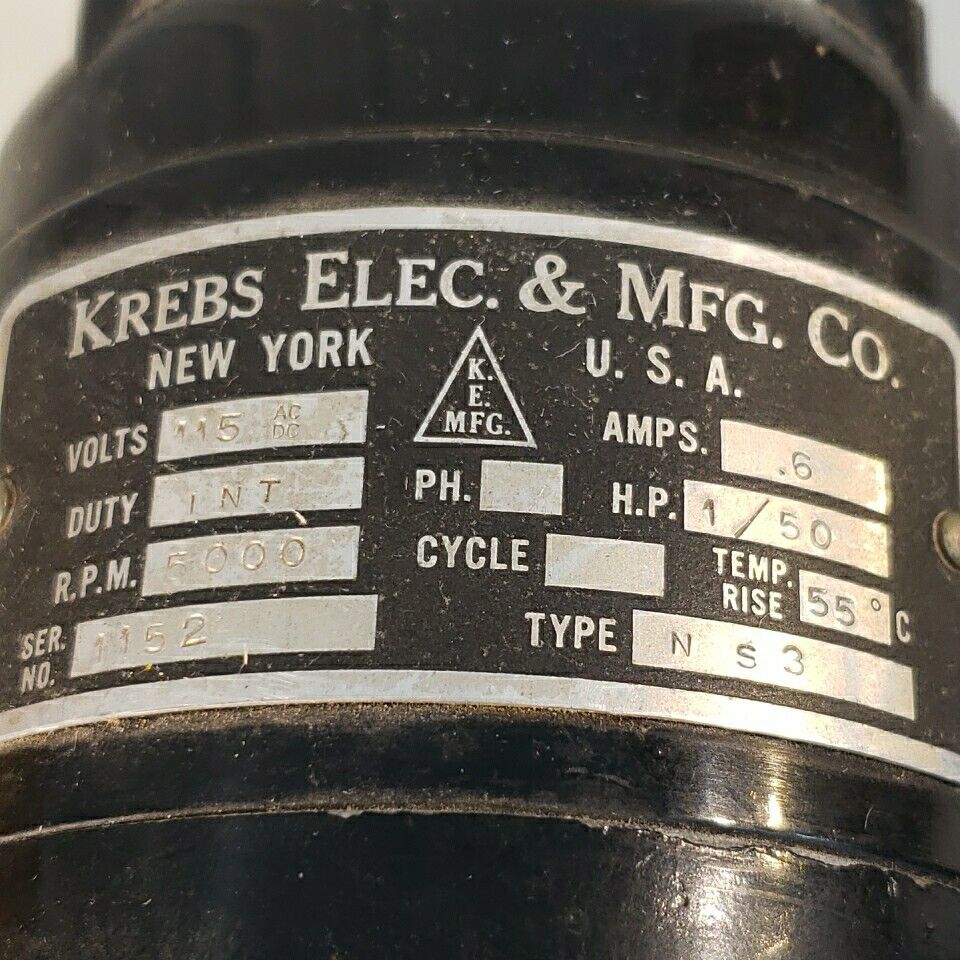 KREBS ELEC. & MFG. CO.
NEW YORK U. S. A.
K.
E.
MFG.
VOLTS 115 AC DC
AMPS. .6
DUTY INT
PH.
H.P. 1/50
R.P.M. 5000
CYCLE
TEMP. RISE 55° C
SER. NO. 1152
TYPE N S 3